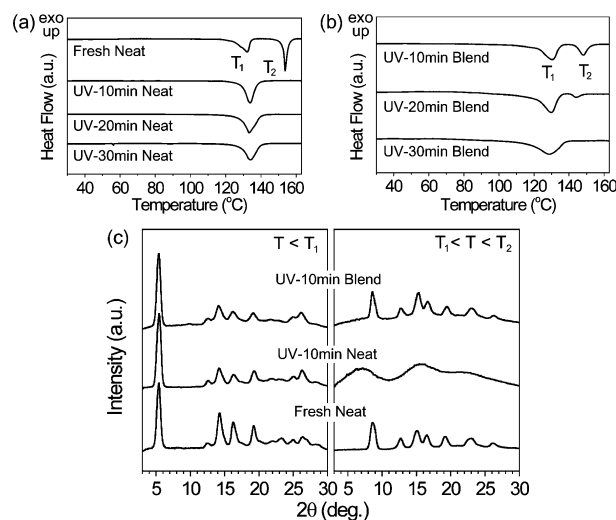 (a)
exo
up
Fresh Neat
T1
T2
UV-10min Neat
UV-20min Neat
UV-30min Neat
Heat Flow (a.u.)
40 60 80 100 120 140 160
Temperature (°C)
(b)
exo
up
UV-10min Blend
T1
T2
UV-20min Blend
UV-30min Blend
Heat Flow (a.u.)
40 60 80 100 120 140 160
Temperature (°C)
(c)
T < T1
T1< T < T2
UV-10min Blend
UV-10min Neat
Fresh Neat
Intensity (a.u.)
5 10 15 20 25 30 5 10 15 20 25 30
2θ (deg.)